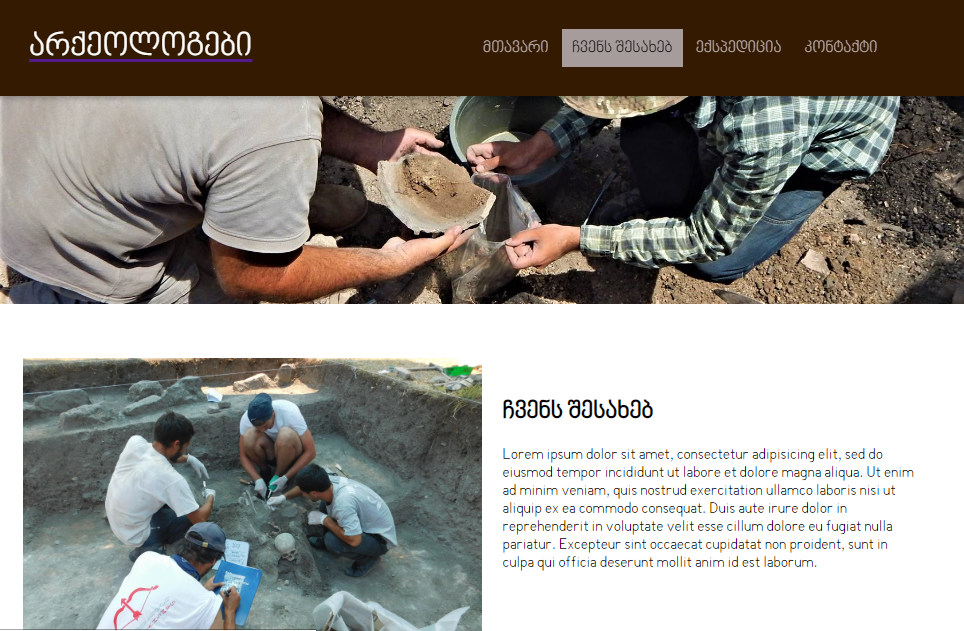 არქეოლოგები
მთავარი ჩვენს შესახებ ექსპედიცია კონტაქტი
ჩვენს შესახებ
Lorem ipsum dolor sit amet, consectetur adipisicing elit, sed do
eiusmod tempor incididunt ut labore et dolore magna aliqua. Ut enim
ad minim veniam, quis nostrud exercitation ullamco laboris nisi ut
aliquip ex ea commodo consequat. Duis aute irure dolor in
reprehenderit in voluptate velit esse cillum dolore eu fugiat nulla
pariatur. Excepteur sint occaecat cupidatat non proident, sunt in
culpa qui officia deserunt mollit anim id est laborum.